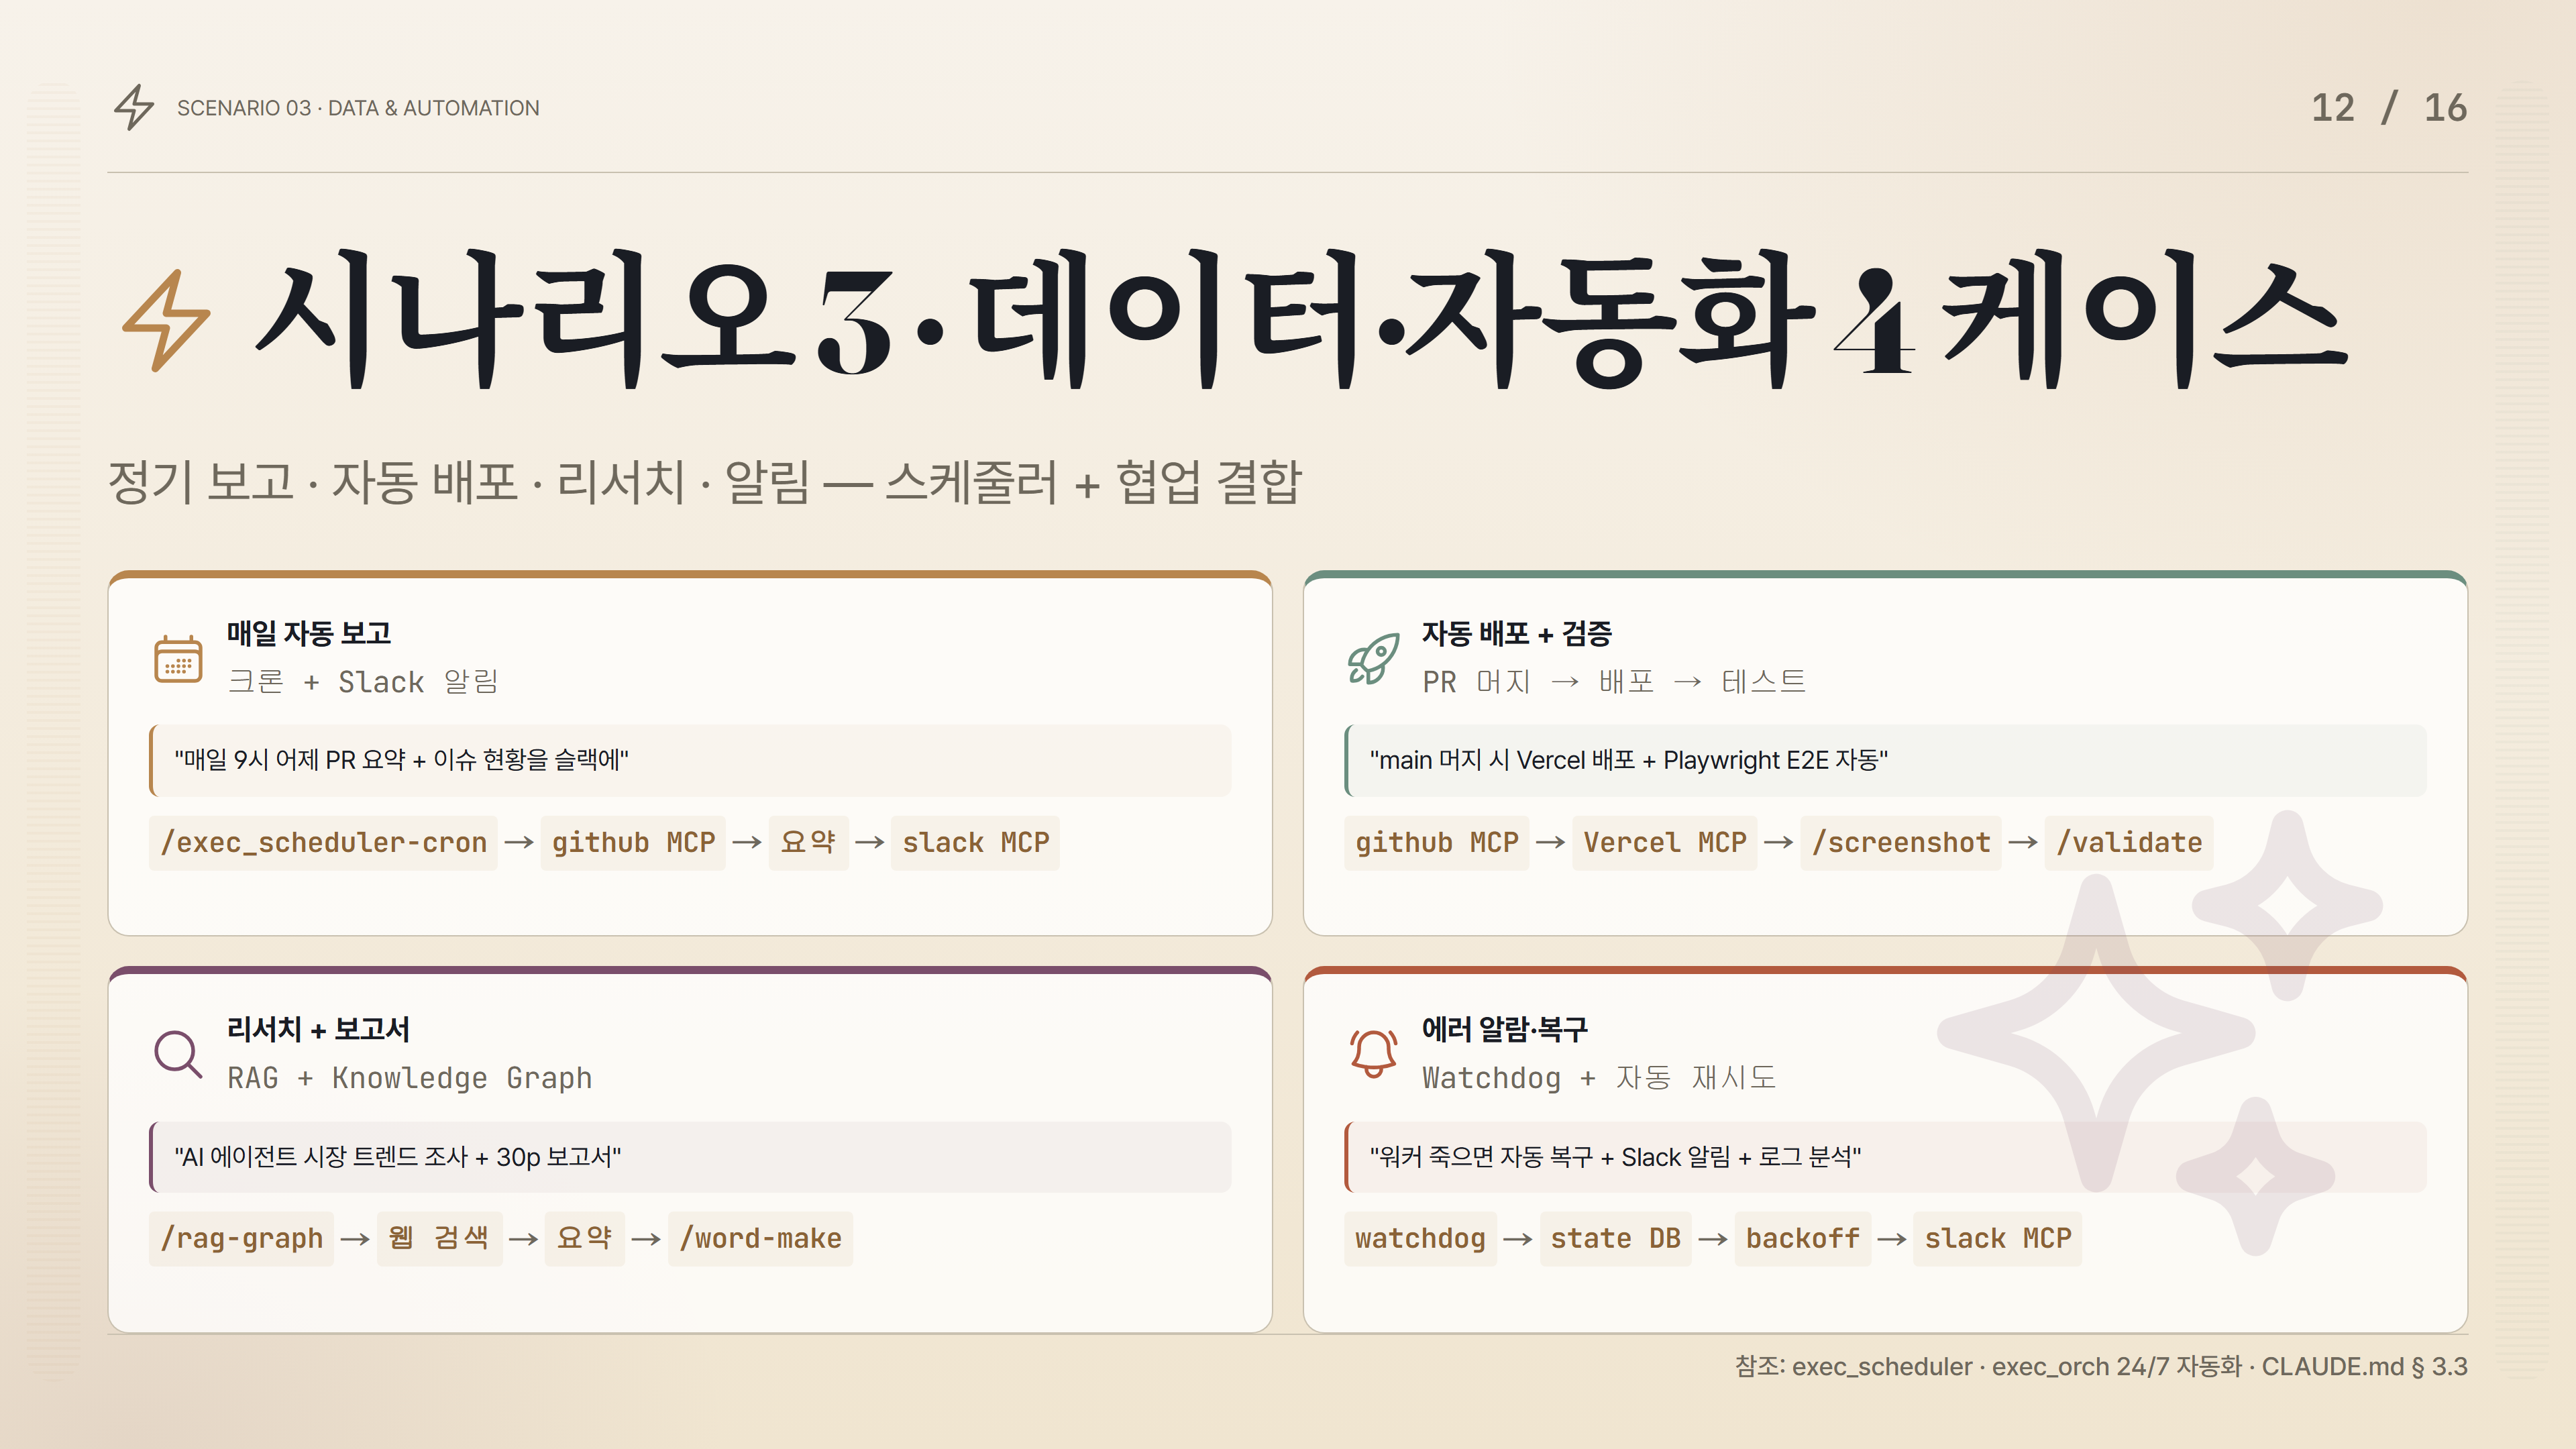 SCENARIO 03 · DATA & AUTOMATION
12 / 16
시나리오 3 · 데이터·자동화 4 케이스
정기 보고 · 자동 배포 · 리서치 · 알림 — 스케줄러 + 협업 결합
매일 자동 보고
크론 + Slack 알림
"매일 9시 어제 PR 요약 + 이슈 현황을 슬랙에"
/exec_scheduler-cron → github MCP → 요약 → slack MCP
자동 배포 + 검증
PR 머지 → 배포 → 테스트
"main 머지 시 Vercel 배포 + Playwright E2E 자동"
github MCP → Vercel MCP → /screenshot → /validate
리서치 + 보고서
RAG + Knowledge Graph
"AI 에이전트 시장 트렌드 조사 + 30p 보고서"
/rag-graph → 웹 검색 → 요약 → /word-make
에러 알람·복구
Watchdog + 자동 재시도
"워커 죽으면 자동 복구 + Slack 알림 + 로그 분석"
watchdog → state DB → backoff → slack MCP
참조: exec_scheduler · exec_orch 24/7 자동화 · CLAUDE.md § 3.3